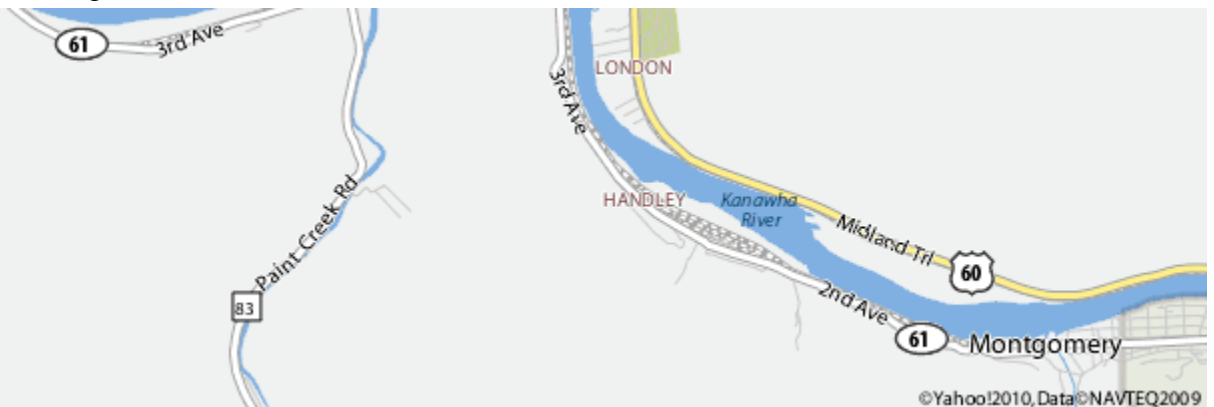 61
3rd Ave
LONDON
3rd Ave
HANDLEY
Kanawha
River
Midland Trl
60
Paint Creek Rd
83
2nd Ave
61
Montgomery
©Yahoo!2010, Data©NAVTEQ2009